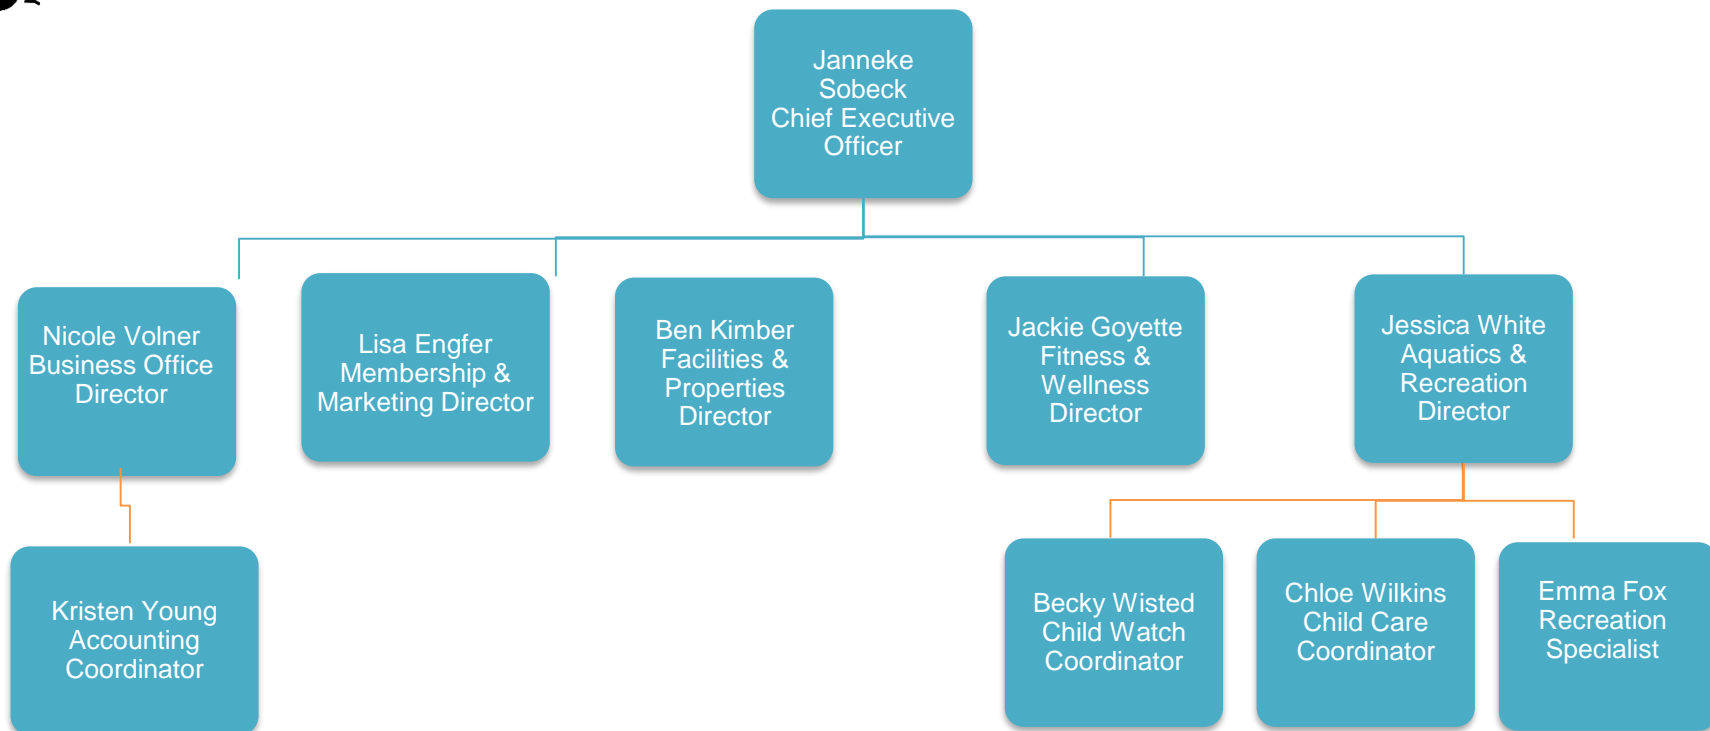 Janneke
Sobeck
Chief Executive
Officer
Nicole Volner
Business Office
Director
Lisa Engfer
Membership &
Marketing Director
Ben Kimber
Facilities &
Properties
Director
Jackie Goyette
Fitness &
Wellness
Director
Jessica White
Aquatics &
Recreation
Director
Kristen Young
Accounting
Coordinator
Becky Wisted
Child Watch
Coordinator
Chloe Wilkins
Child Care
Coordinator
Emma Fox
Recreation
Specialist